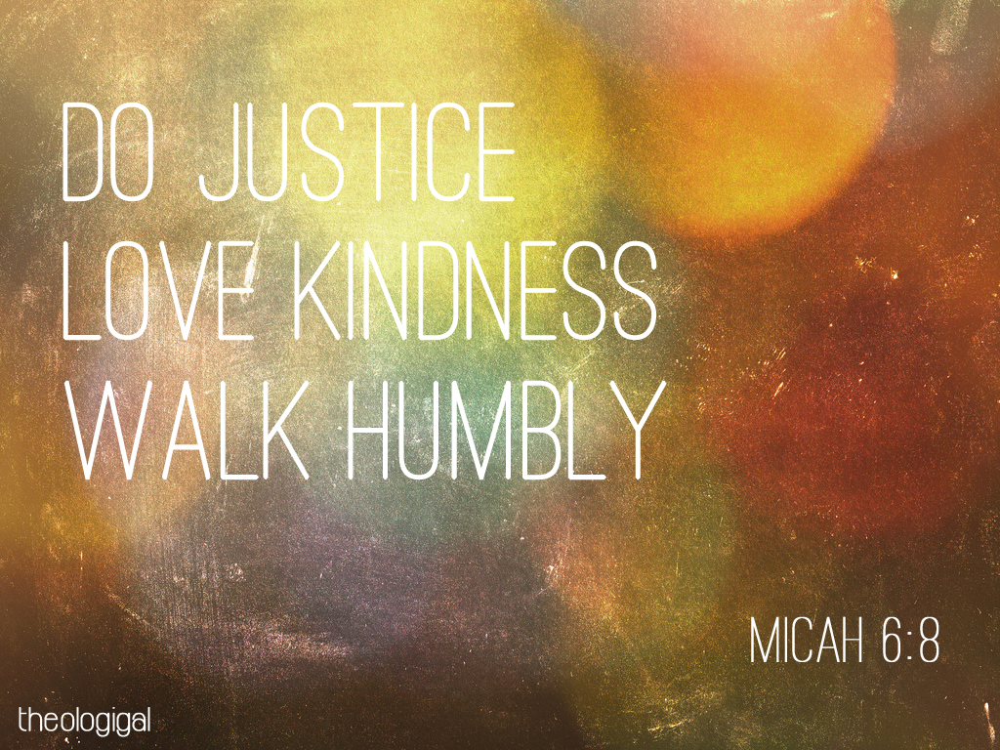 DO JUSTICE
LOVE KINDNESS
WALK HUMBLY
MICAH 6:8
theologigal